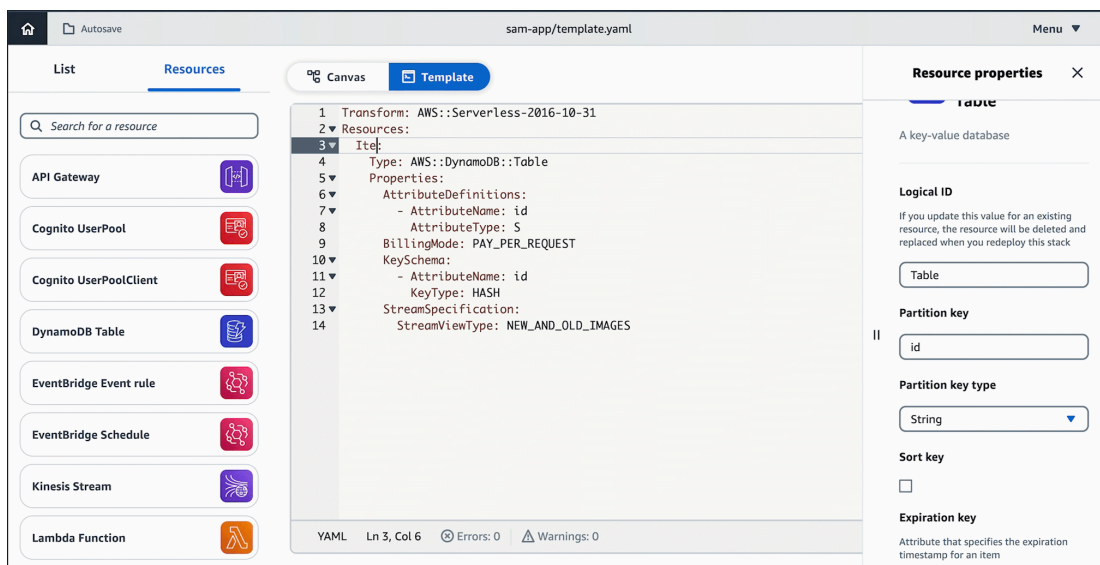 Autosave
sam-app/template.yaml
Menu
List
Resources
Search for a resource
API Gateway
Cognito UserPool
Cognito UserPoolClient
DynamoDB Table
EventBridge Event rule
EventBridge Schedule
Kinesis Stream
Lambda Function
Canvas
Template
1 Transform: AWS::Serverless-2016-10-31
2 Resources:
3 Ite:
4 Type: AWS::DynamoDB::Table
5 Properties:
6 AttributeDefinitions:
7 - AttributeName: id
8 AttributeType: S
9 BillingMode: PAY_PER_REQUEST
10 KeySchema:
11 - AttributeName: id
12 KeyType: HASH
13 StreamSpecification:
14 StreamViewType: NEW_AND_OLD_IMAGES
YAML Ln 3, Col 6 Errors: 0 Warnings: 0
Resource properties
Table
A key-value database
Logical ID
If you update this value for an existing
resource, the resource will be deleted and
replaced when you redeploy this stack
Table
Partition key
id
Partition key type
String
Sort key
Expiration key
Attribute that specifies the expiration
timestamp for an item